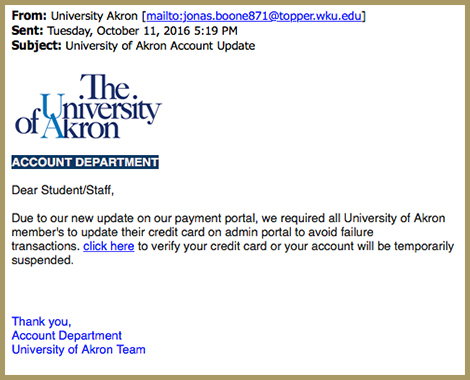 From: University Akron [mailto:jonas.boone871@topper.wku.edu]
Sent: Tuesday, October 11, 2016 5:19 PM
Subject: University of Akron Account Update
The
University
of Akron
ACCOUNT DEPARTMENT
Dear Student/Staff,
Due to our new update on our payment portal, we required all University of Akron
member's to update their credit card on admin portal to avoid failure
transactions. click here to verify your credit card or your account will be temporarily
suspended.
Thank you,
Account Department
University of Akron Team